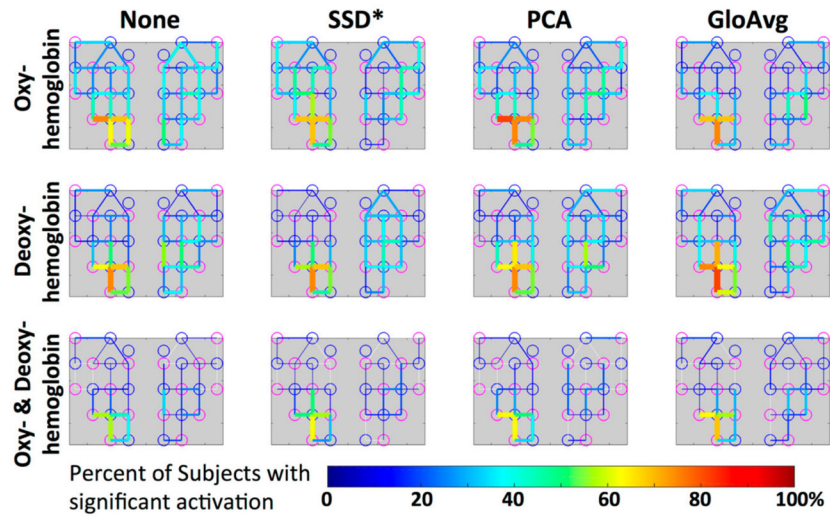 None SSD* PCA GloAvg
Oxy-
hemoglobin
Deoxy-
hemoglobin
Oxy- & Deoxy-
hemoglobin
Percent of Subjects with
significant activation
0 20 40 60 80 100%